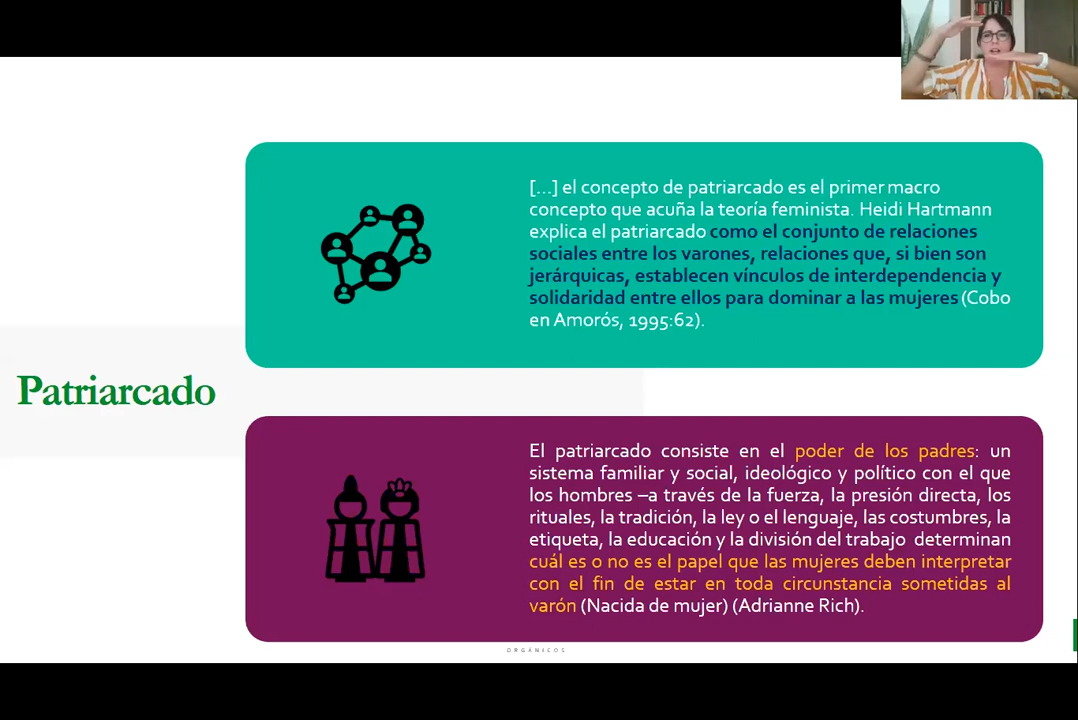 [...] el concepto de patriarcado es el primer macro
concepto que acuña la teoría feminista. Heidi Hartmann
explica el patriarcado como el conjunto de relaciones
sociales entre los varones, relaciones que, si bien son
jerárquicas, establecen vínculos de interdependencia y
solidaridad entre ellos para dominar a las mujeres (Cobo
en Amorós, 1995:62).
Patriarcado
El patriarcado consiste en el poder de los padres: un
sistema familiar y social, ideológico y político con el que
los hombres –a través de la fuerza, la presión directa, los
rituales, la tradición, la ley o el lenguaje, las costumbres, la
etiqueta, la educación y la división del trabajo determinan
cuál es o no es el papel que las mujeres deben interpretar
con el fin de estar en toda circunstancia sometidas al
varón (Nacida de mujer) (Adrianne Rich).
ORGÁNICOS